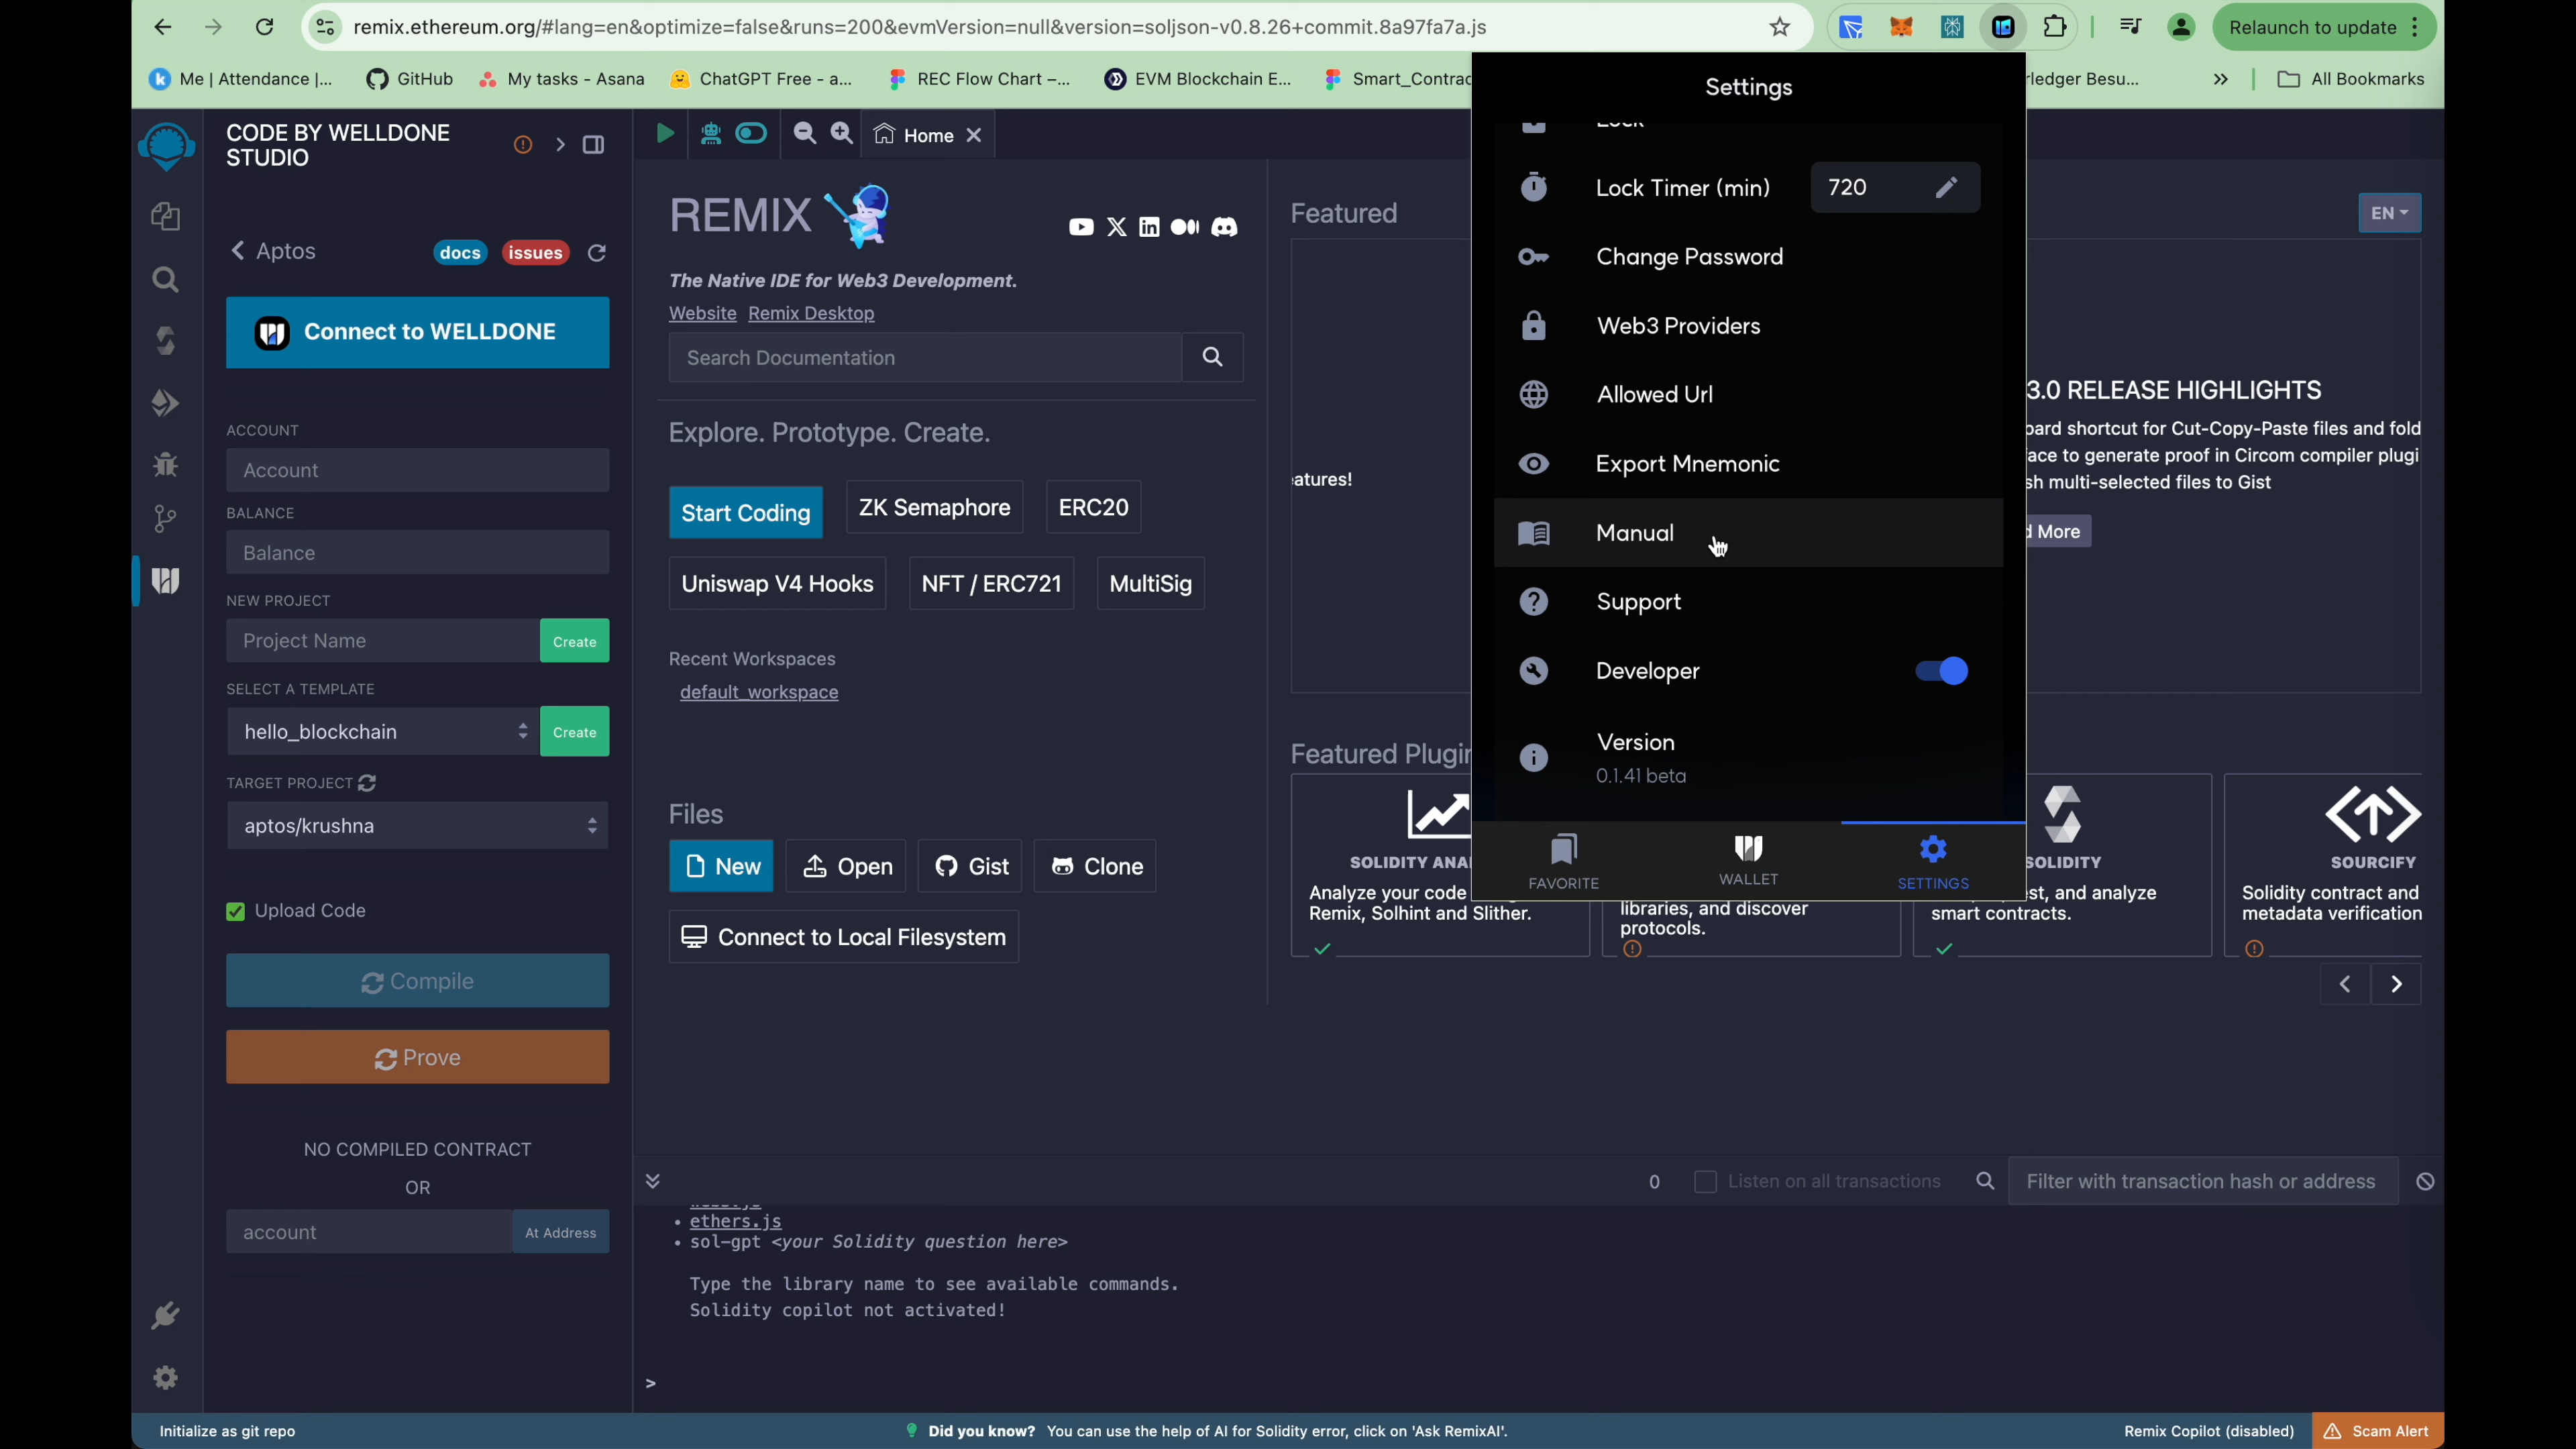 remix.ethereum.org/#lang=en&optimize=false&runs=200&evmVersion=null&version=soljson-v0.8.26+commit.8a97fa7a.js
Relaunch to update
Me | Attendance |...
GitHub
My tasks - Asana
ChatGPT Free - a...
REC Flow Chart –...
EVM Blockchain E...
Smart_Contrac
rledger Besu...
All Bookmarks
CODE BY WELLDONE
STUDIO
Aptos
docs
issues
Connect to WELLDONE
ACCOUNT
Account
BALANCE
Balance
NEW PROJECT
Project Name
Create
SELECT A TEMPLATE
hello_blockchain
Create
TARGET PROJECT
aptos/krushna
Upload Code
Compile
Prove
NO COMPILED CONTRACT
OR
account
At Address
Home
REMIX
The Native IDE for Web3 Development.
Website Remix Desktop
Search Documentation
Explore. Prototype. Create.
Start Coding
ZK Semaphore
ERC20
Uniswap V4 Hooks
NFT / ERC721
MultiSig
Recent Workspaces
default_workspace
Files
New
Open
Gist
Clone
Connect to Local Filesystem
Featured
EN
eatures!
3.0 RELEASE HIGHLIGHTS
oard shortcut for Cut-Copy-Paste files and fold
face to generate proof in Circom compiler plugi
sh multi-selected files to Gist
d More
Featured Plugin
SOLIDITY ANA
Analyze your code
Remix, Solhint and Slither.
libraries, and discover
protocols.
SOLIDITY
st, and analyze
smart contracts.
SOURCIFY
Solidity contract and
metadata verification
Settings
Lock
Lock Timer (min)
720
Change Password
Web3 Providers
Allowed Url
Export Mnemonic
Manual
Support
Developer
Version
0.1.41 beta
FAVORITE
WALLET
SETTINGS
0
Listen on all transactions
Filter with transaction hash or address
web3.js
• ethers.js
• sol-gpt <your Solidity question here>
Type the library name to see available commands.
Solidity copilot not activated!
>
Initialize as git repo
Did you know? You can use the help of AI for Solidity error, click on 'Ask RemixAI'.
Remix Copilot (disabled)
Scam Alert